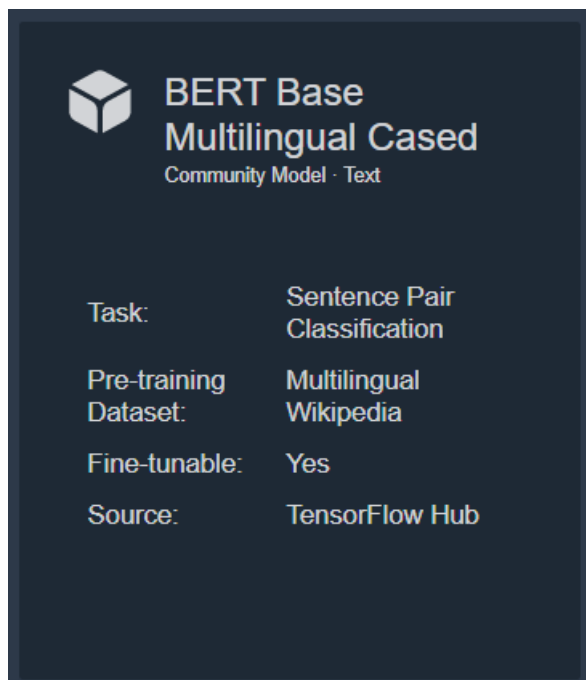 BERT Base
Multilingual Cased
Community Model · Text
Task:
Sentence Pair
Classification
Pre-training
Dataset:
Multilingual
Wikipedia
Fine-tunable:
Yes
Source:
TensorFlow Hub